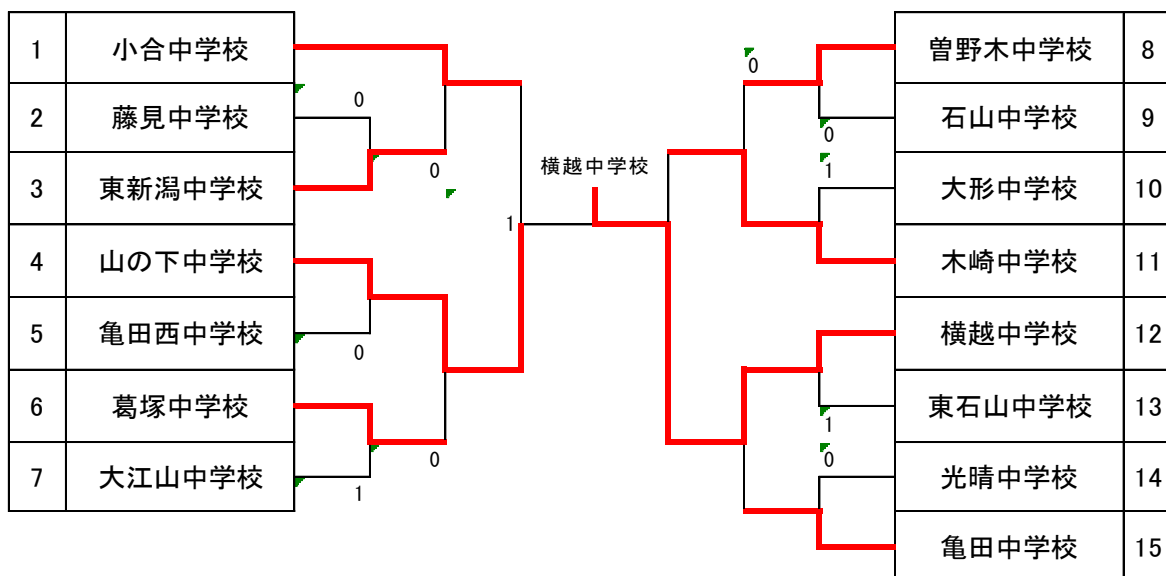 1 小合中学校
2 藤見中学校
3 東新潟中学校
4 山の下中学校
5 亀田西中学校
6 葛塚中学校
7 大江山中学校
0
0
0
0
1
1
横越中学校
0
0
1
1
0
曽野木中学校 8
石山中学校 9
大形中学校 10
木崎中学校 11
横越中学校 12
東石山中学校 13
光晴中学校 14
亀田中学校 15